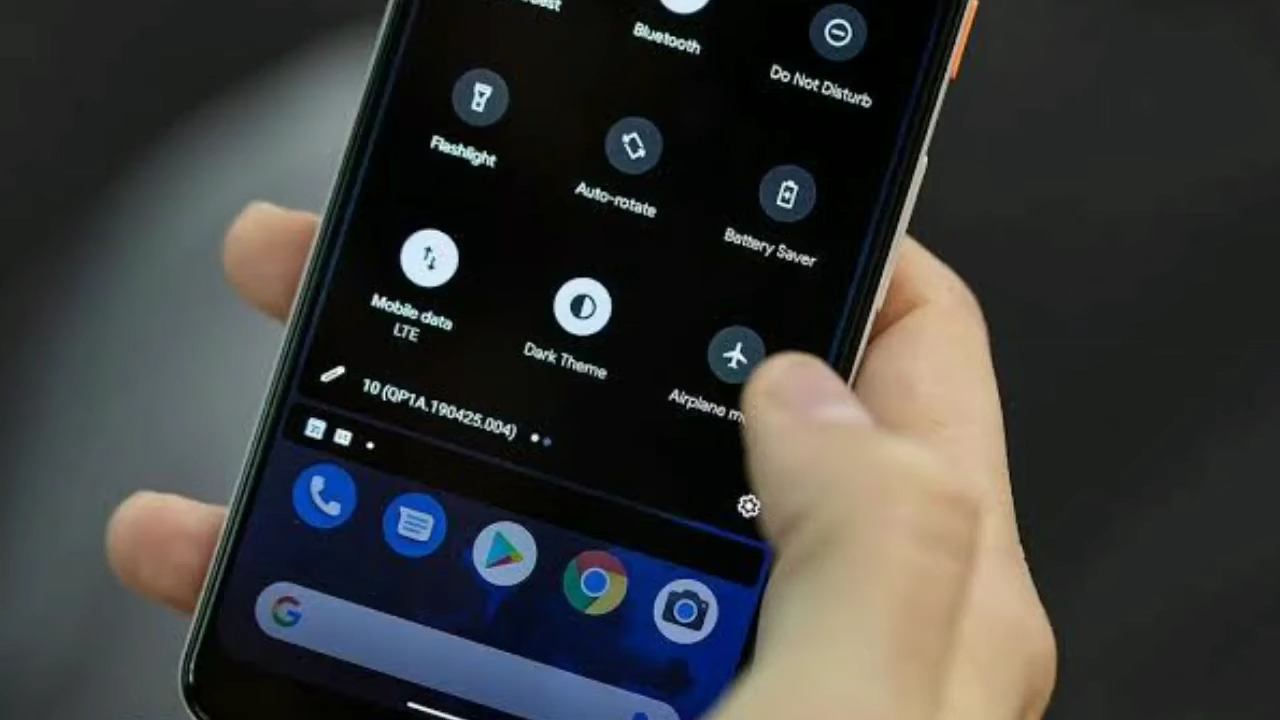 Bluetooth
Do Not Disturb
Flashlight
Auto-rotate
Battery Saver
Mobile data
LTE
Dark Theme
Airplane m
10 (QP1A.190425.004)
G